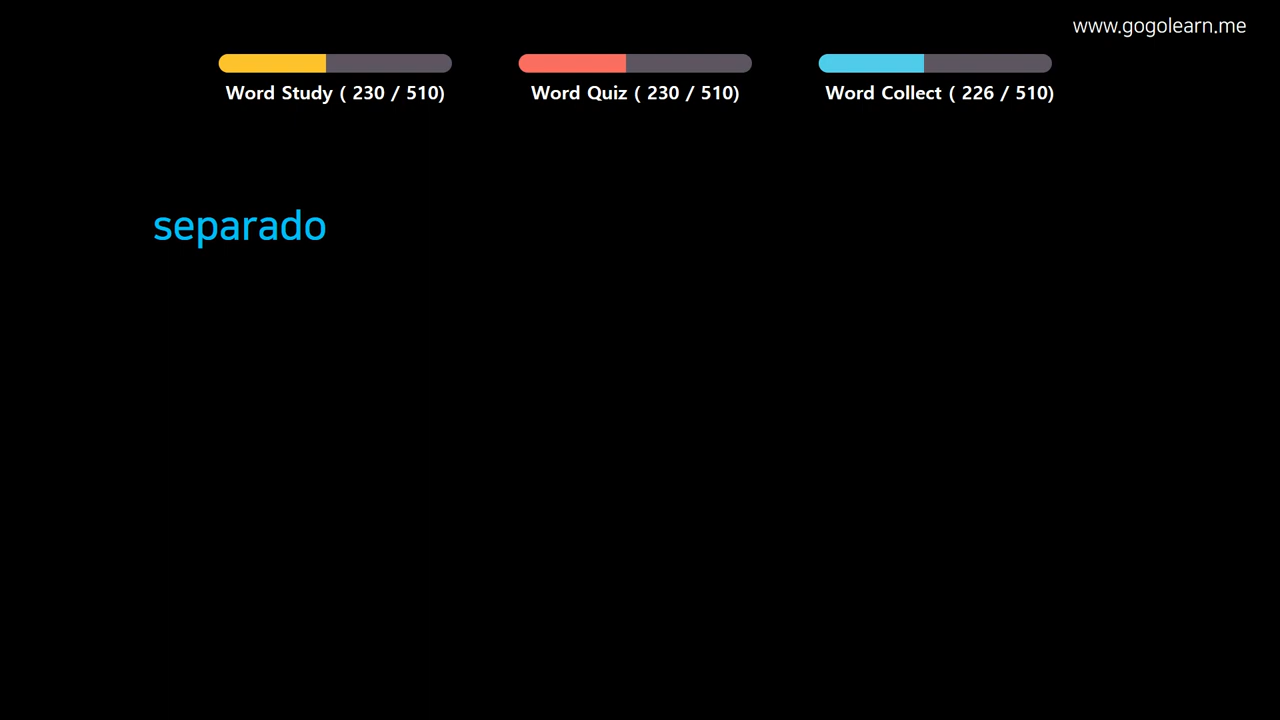 www.gogolearn.me
Word Study ( 230 / 510)
Word Quiz ( 230 / 510)
Word Collect ( 226 / 510)
separado